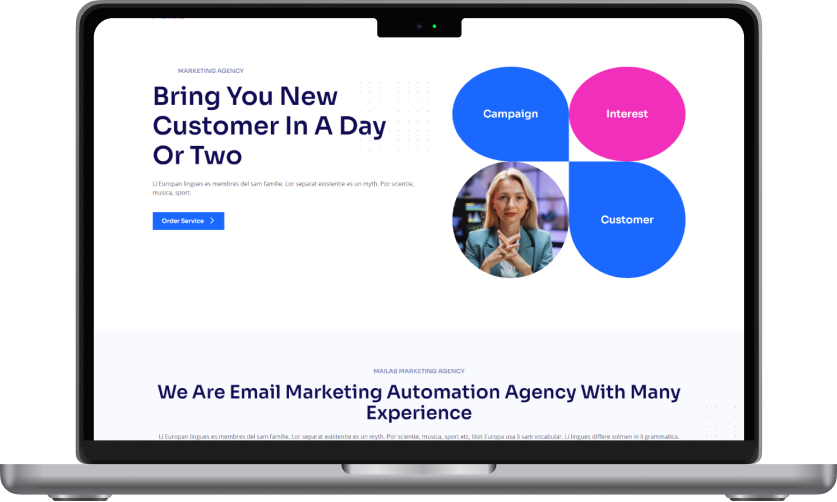 MARKETING AGENCY
Bring You New
Customer In A Day
Or Two
Li Europan lingues es membres del sam familie. Lor separat existentie es un myth. Por scientie,
musica, sport.
Order Service
Campaign
Interest
Customer
MAILAB MARKETING AGENCY
We Are Email Marketing Automation Agency With Many
Experience
Li Europan lingues es membres del sam familie. Lor separat existentie es un myth. Por scientie, musica, sport etc, litot Europa usa li sam vocabular. Li lingues differe solmen in li grammatica.